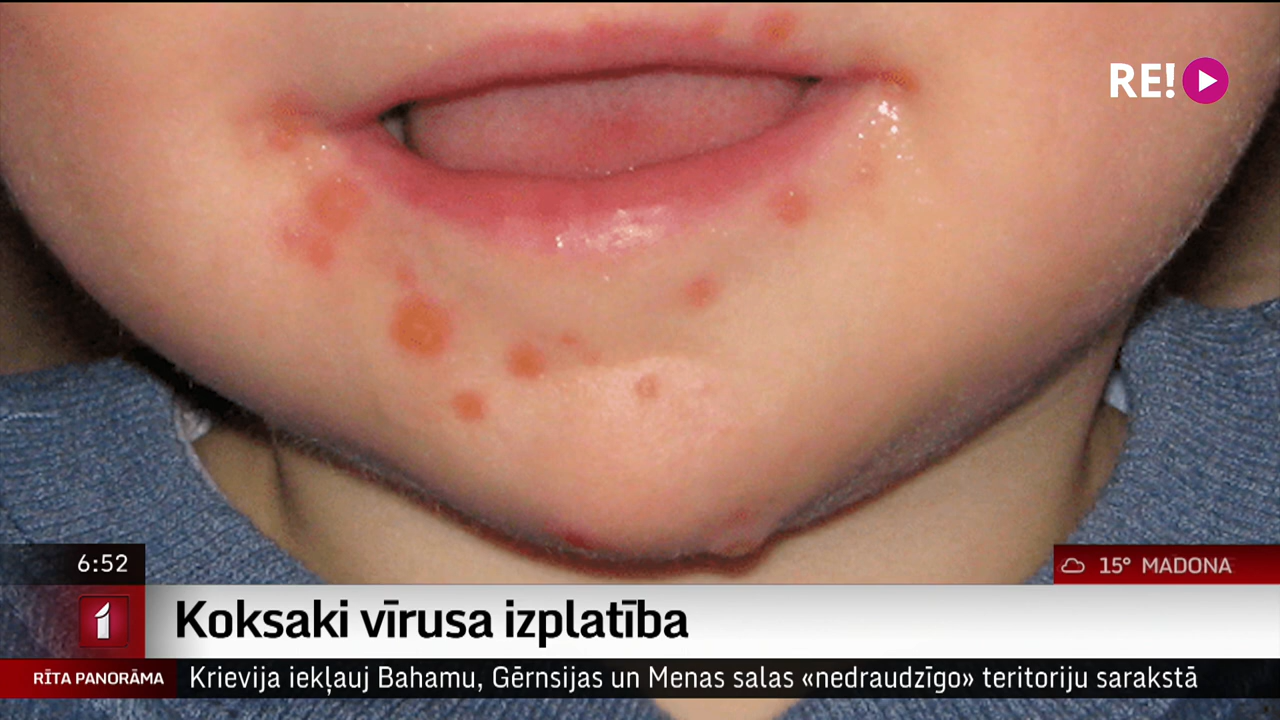 RE!
6:52
15° MADONA
1
Koksaki vīrusa izplatība
RĪTA PANORĀMA
Krievija iekļauj Bahamu, Gērnsijas un Menas salas «nedraudzīgo» teritoriju sarakstā